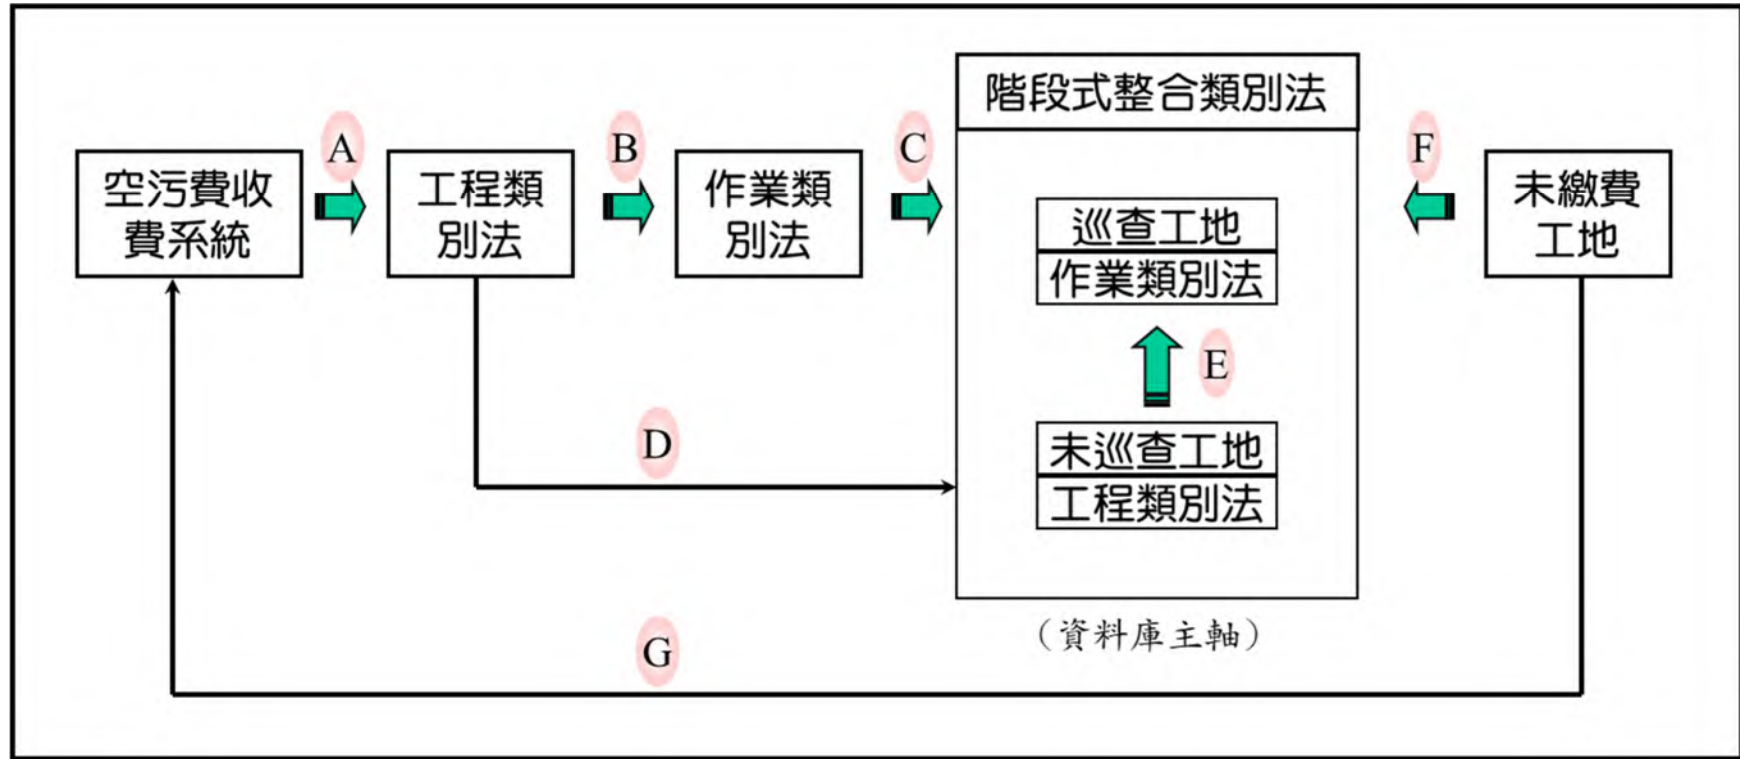 階段式整合類別法
A
B
C
F
空污費收
費系統
工程類
別法
作業類
別法
巡查工地
作業類別法
未繳費
工地
E
D
未巡查工地
工程類別法
（資料庫主軸）
G